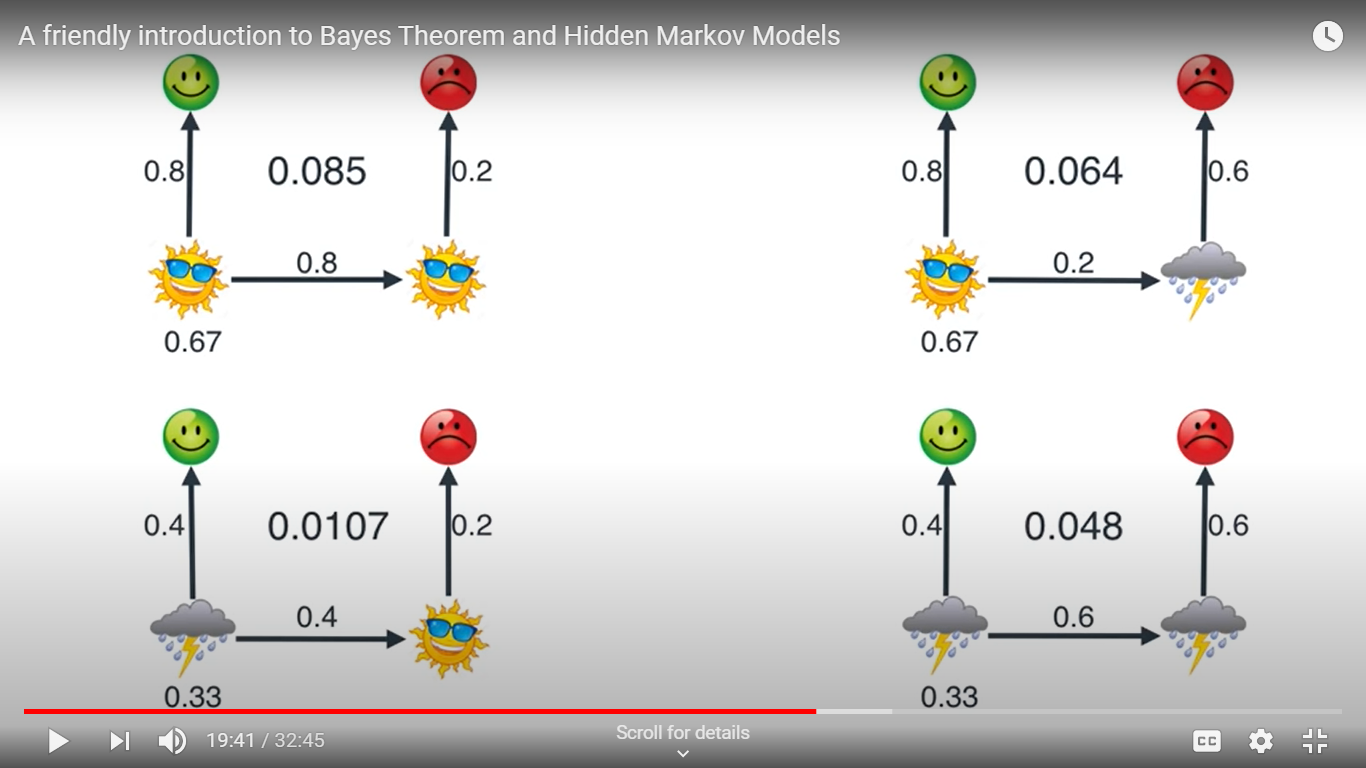 A friendly introduction to Bayes Theorem and Hidden Markov Models
0.8 0.085 0.2
0.8
0.67
0.8 0.064 0.6
0.2
0.67
0.4 0.0107 0.2
0.4
0.33
0.4 0.048 0.6
0.6
0.33
19:41 / 32:45
Scroll for details
CC